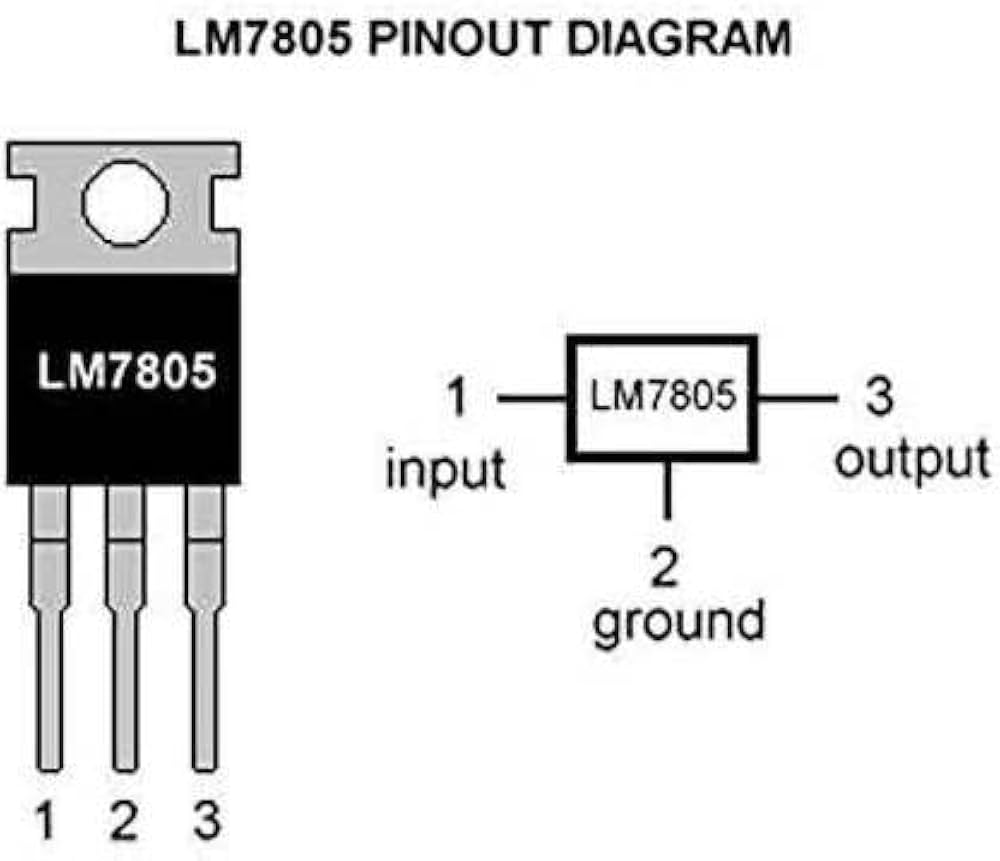 LM7805 PINOUT DIAGRAM
LM7805
1 2 3
1
input
LM7805
3
output
2
ground